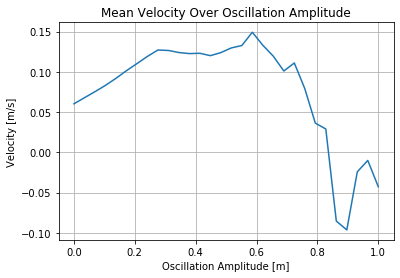 Mean Velocity Over Oscillation Amplitude
0.15
0.10
0.05
0.00
−0.05
−0.10
Velocity [m/s]
0.0 0.2 0.4 0.6 0.8 1.0
Oscillation Amplitude [m]